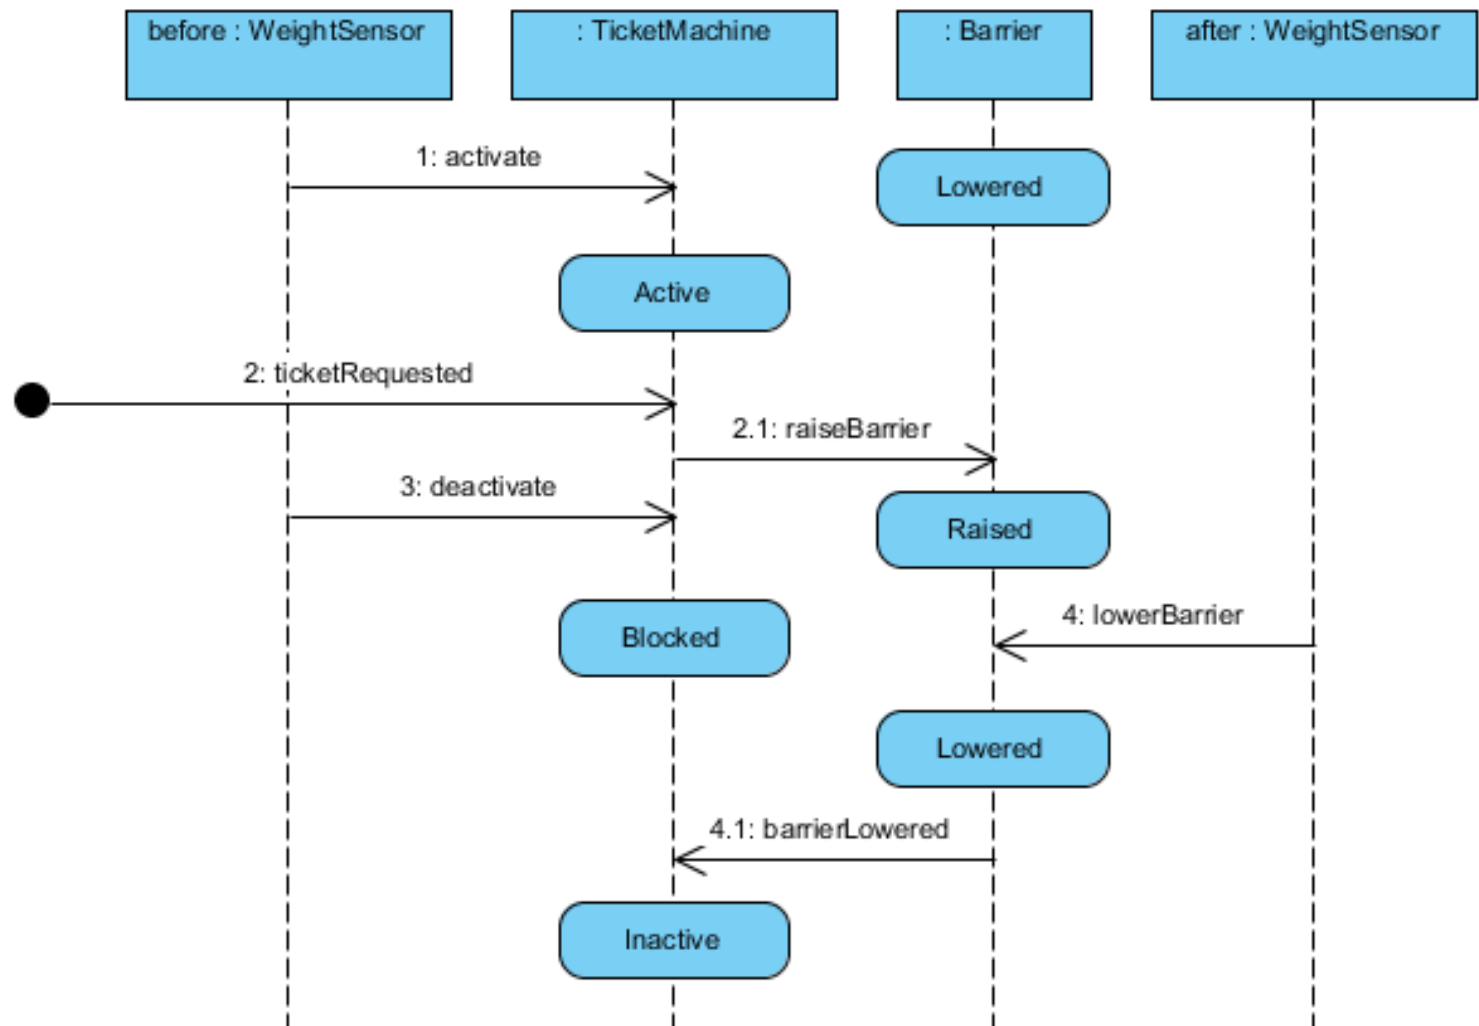 before : WeightSensor
: TicketMachine
: Barrier
after : WeightSensor
1: activate
Lowered
Active
2: ticketRequested
2.1: raiseBarrier
3: deactivate
Raised
4: lowerBarrier
Blocked
Lowered
4.1: barrierLowered
Inactive